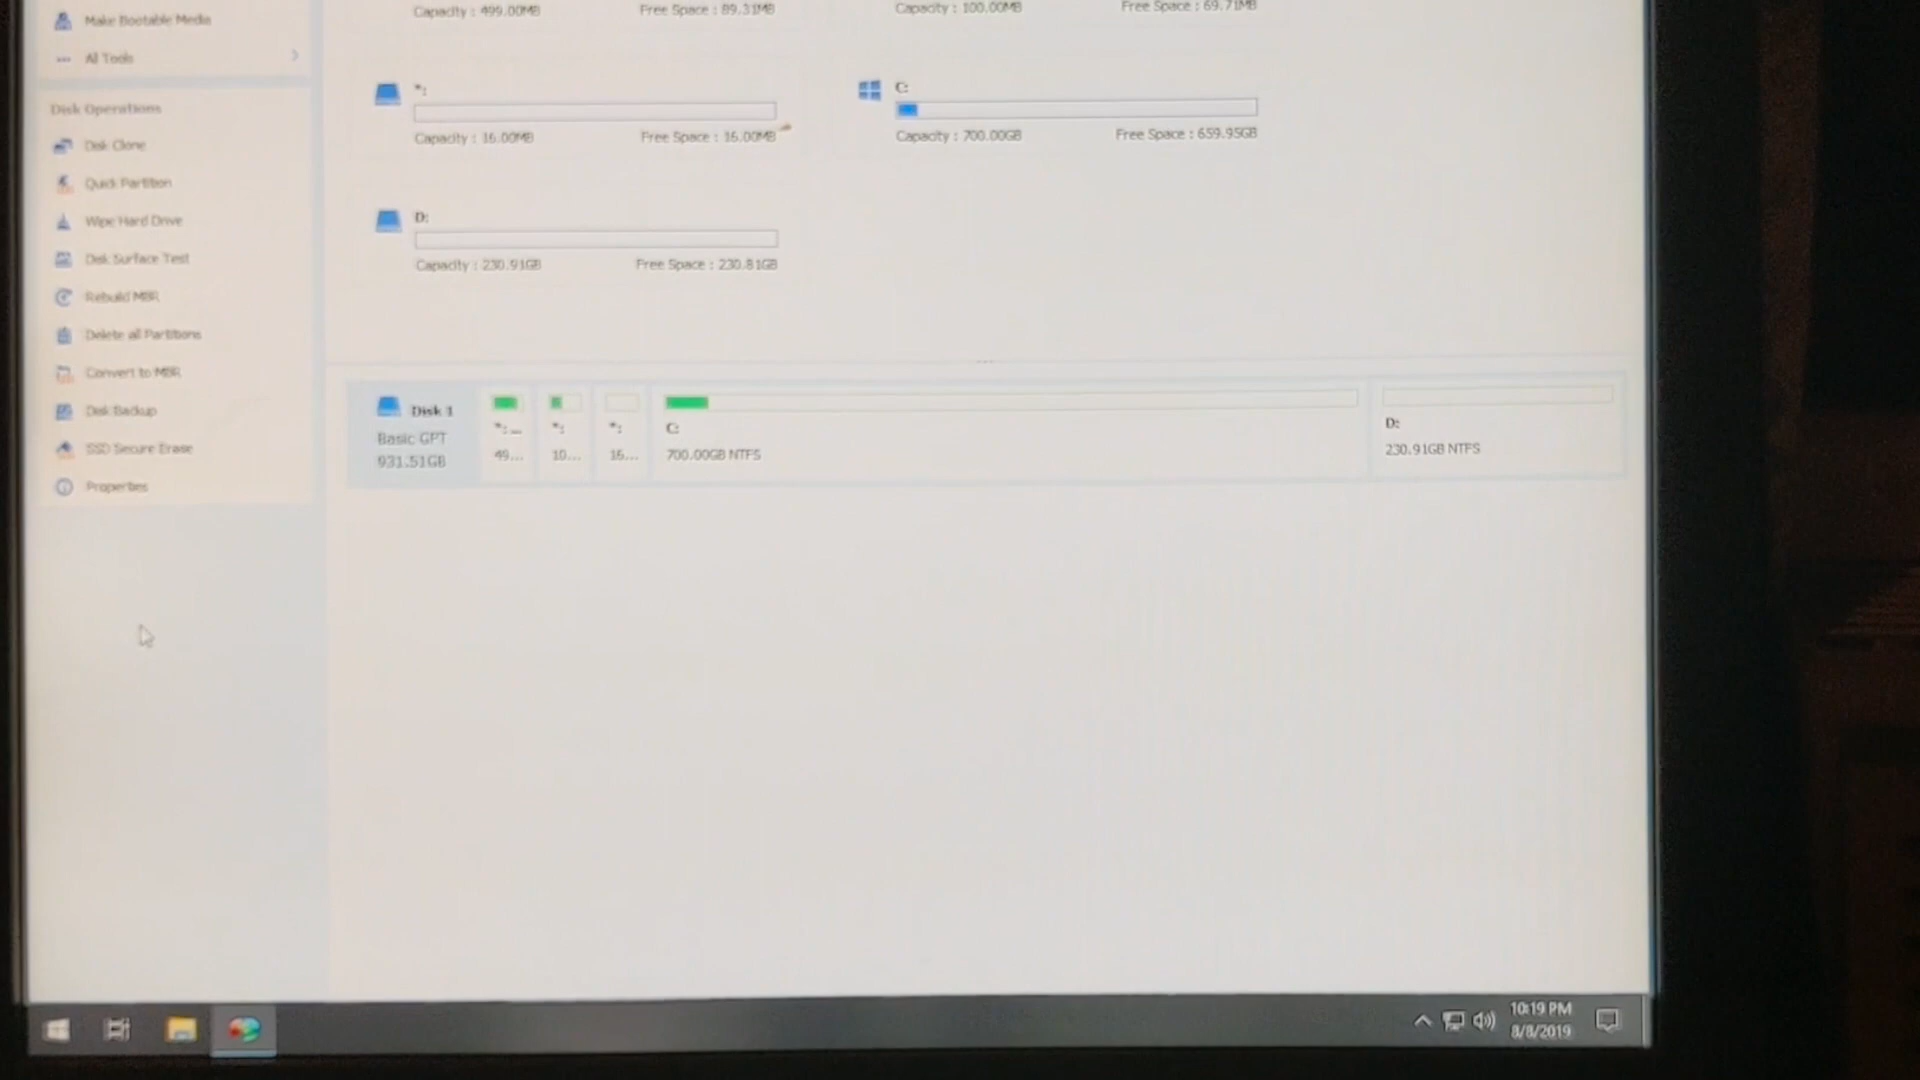 Make Bootable Media
All Tools
Disk Operations
Disk Clone
Quick Partition
Wipe Hard Drive
Disk Surface Test
Rebuild MBR
Delete all Partitions
Convert to MBR
Disk Backup
SSD Secure Erase
Properties
Capacity : 499.00MB Free Space : 89.31MB
Capacity : 100.00MB Free Space : 69.71MB
*:
Capacity : 16.00MB Free Space : 16.00MB
C:
Capacity : 700.00GB Free Space : 659.95GB
D:
Capacity : 230.91GB Free Space : 230.81GB
Disk 1
Basic GPT
931.51GB
*: ...
49...
*:
10...
*:
16...
C:
700.00GB NTFS
D:
230.91GB NTFS
10:19 PM
8/8/2019